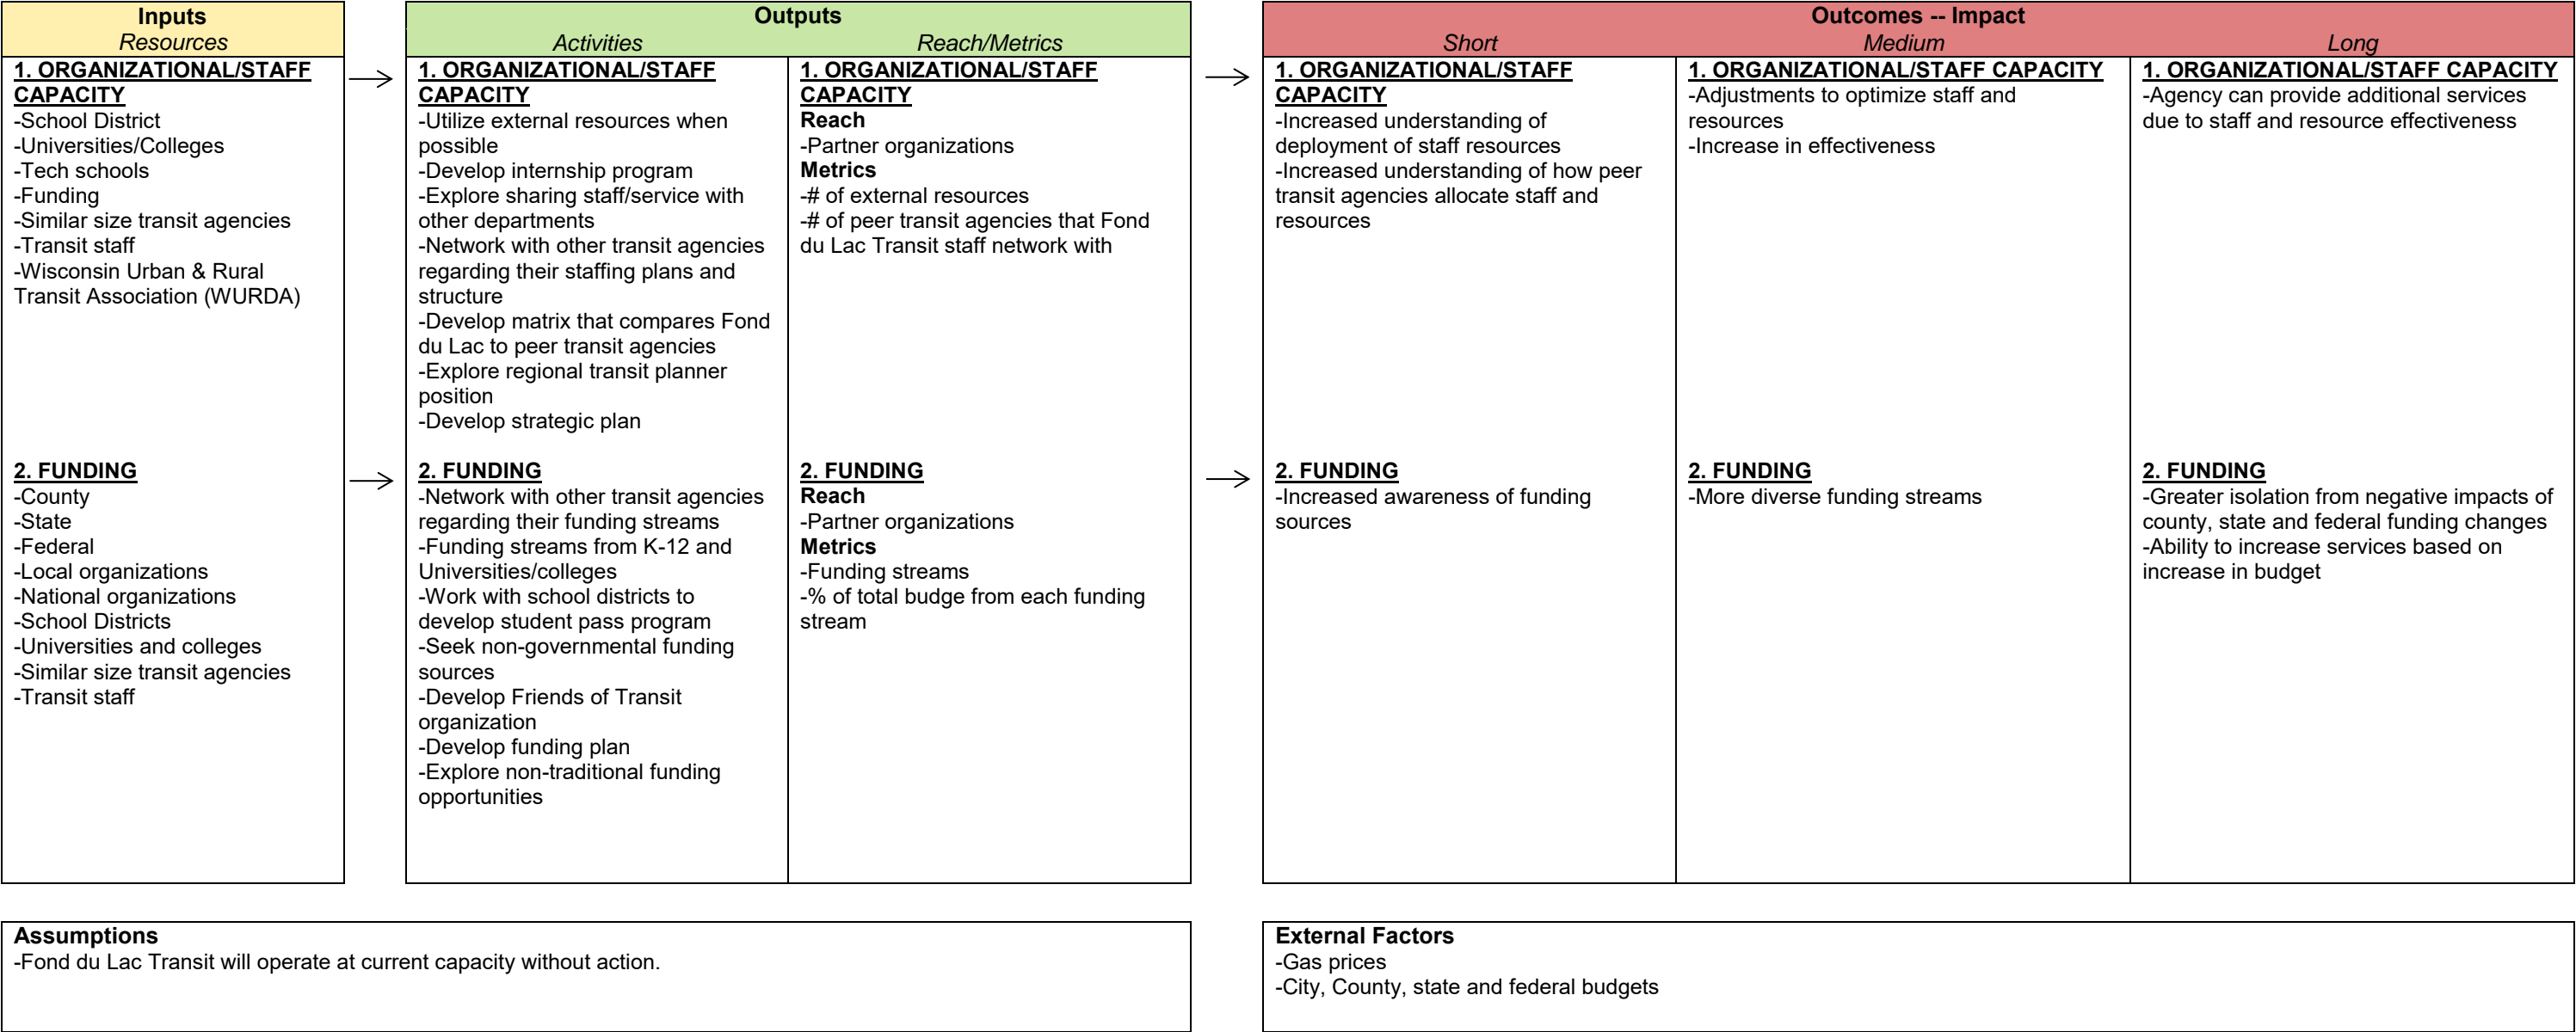 Inputs
Resources
1. ORGANIZATIONAL/STAFF
CAPACITY
-School District
-Universities/Colleges
-Tech schools
-Funding
-Similar size transit agencies
-Transit staff
-Wisconsin Urban & Rural
Transit Association (WURDA)
2. FUNDING
-County
-State
-Federal
-Local organizations
-National organizations
-School Districts
-Universities and colleges
-Similar size transit agencies
-Transit staff
Outputs
Activities
1. ORGANIZATIONAL/STAFF
CAPACITY
-Utilize external resources when
possible
-Develop internship program
-Explore sharing staff/service with
other departments
-Network with other transit agencies
regarding their staffing plans and
structure
-Develop matrix that compares Fond
du Lac to peer transit agencies
-Explore regional transit planner
position
-Develop strategic plan
2. FUNDING
-Network with other transit agencies
regarding their funding streams
-Funding streams from K-12 and
Universities/colleges
-Work with school districts to
develop student pass program
-Seek non-governmental funding
sources
-Develop Friends of Transit
organization
-Develop funding plan
-Explore non-traditional funding
opportunities
Reach/Metrics
1. ORGANIZATIONAL/STAFF
CAPACITY
Reach
-Partner organizations
Metrics
-# of external resources
-# of peer transit agencies that Fond
du Lac Transit staff network with
2. FUNDING
Reach
-Partner organizations
Metrics
-Funding streams
-% of total budge from each funding
stream
Outcomes -- Impact
Short
1. ORGANIZATIONAL/STAFF
CAPACITY
-Increased understanding of
deployment of staff resources
-Increased understanding of how peer
transit agencies allocate staff and
resources
2. FUNDING
-Increased awareness of funding
sources
Medium
1. ORGANIZATIONAL/STAFF CAPACITY
-Adjustments to optimize staff and
resources
-Increase in effectiveness
2. FUNDING
-More diverse funding streams
Long
1. ORGANIZATIONAL/STAFF CAPACITY
-Agency can provide additional services
due to staff and resource effectiveness
2. FUNDING
-Greater isolation from negative impacts of
county, state and federal funding changes
-Ability to increase services based on
increase in budget
Assumptions
-Fond du Lac Transit will operate at current capacity without action.
External Factors
-Gas prices
-City, County, state and federal budgets